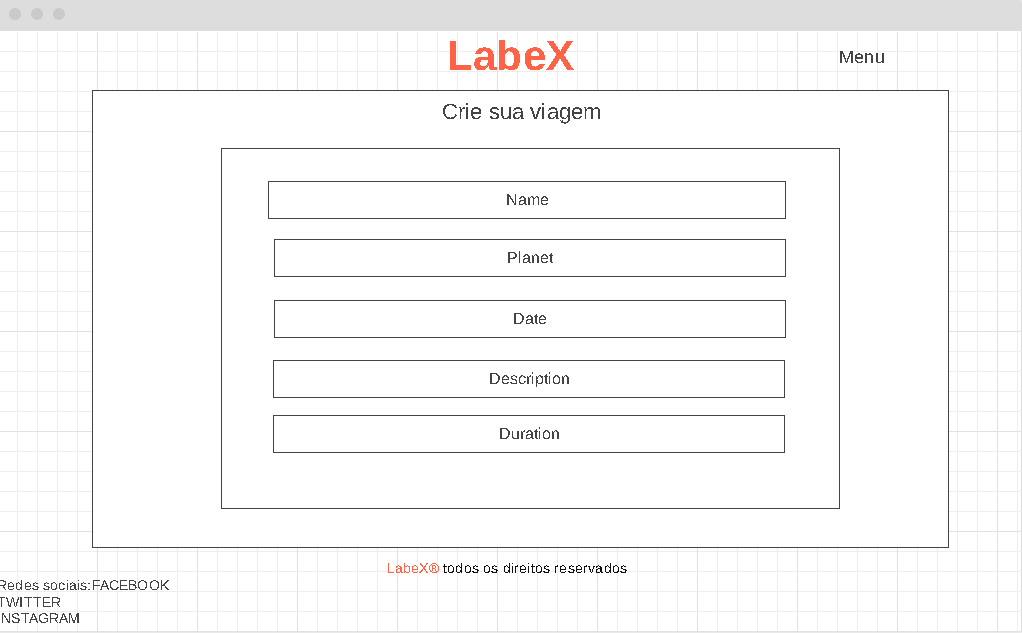 LabeX
Menu
Crie sua viagem
Name
Planet
Date
Description
Duration
LabeX® todos os direitos reservados
Redes sociais:FACEBOOK
TWITTER
INSTAGRAM